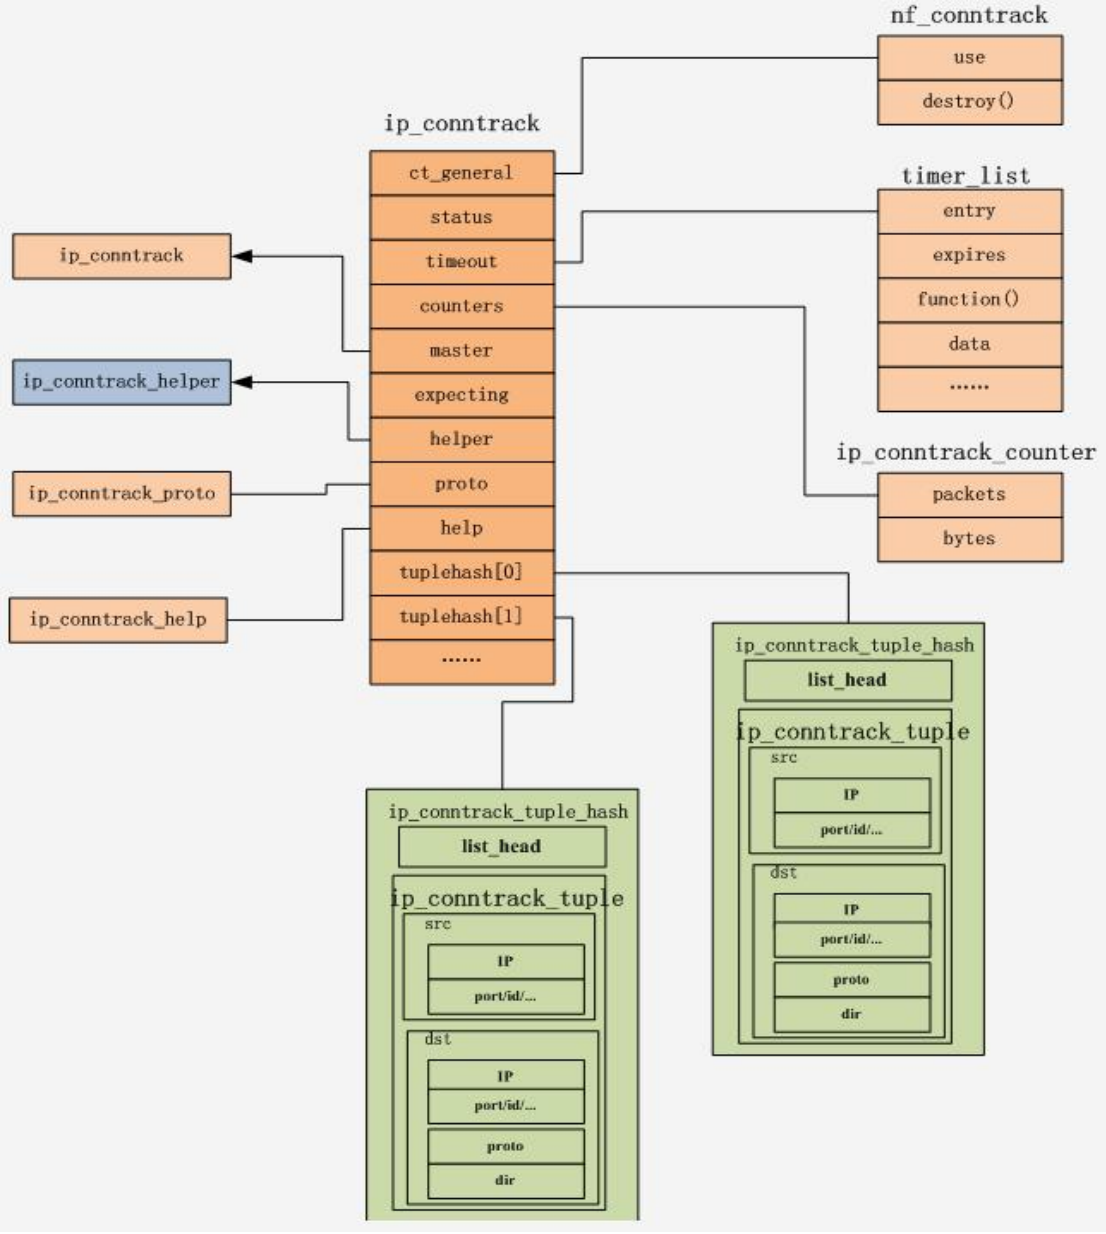 nf_conntrack
use
destroy()
ip_conntrack
ct_general
status
timeout
counters
master
expecting
helper
proto
help
tuplehash[0]
tuplehash[1]
......
timer_list
entry
expires
function()
data
......
ip_conntrack_counter
packets
bytes
ip_conntrack
ip_conntrack_helper
ip_conntrack_proto
ip_conntrack_help
ip_conntrack_tuple_hash
list_head
ip_conntrack_tuple
src
IP
port/id/...
dst
IP
port/id/...
proto
dir
ip_conntrack_tuple_hash
list_head
ip_conntrack_tuple
src
IP
port/id/...
dst
IP
port/id/...
proto
dir